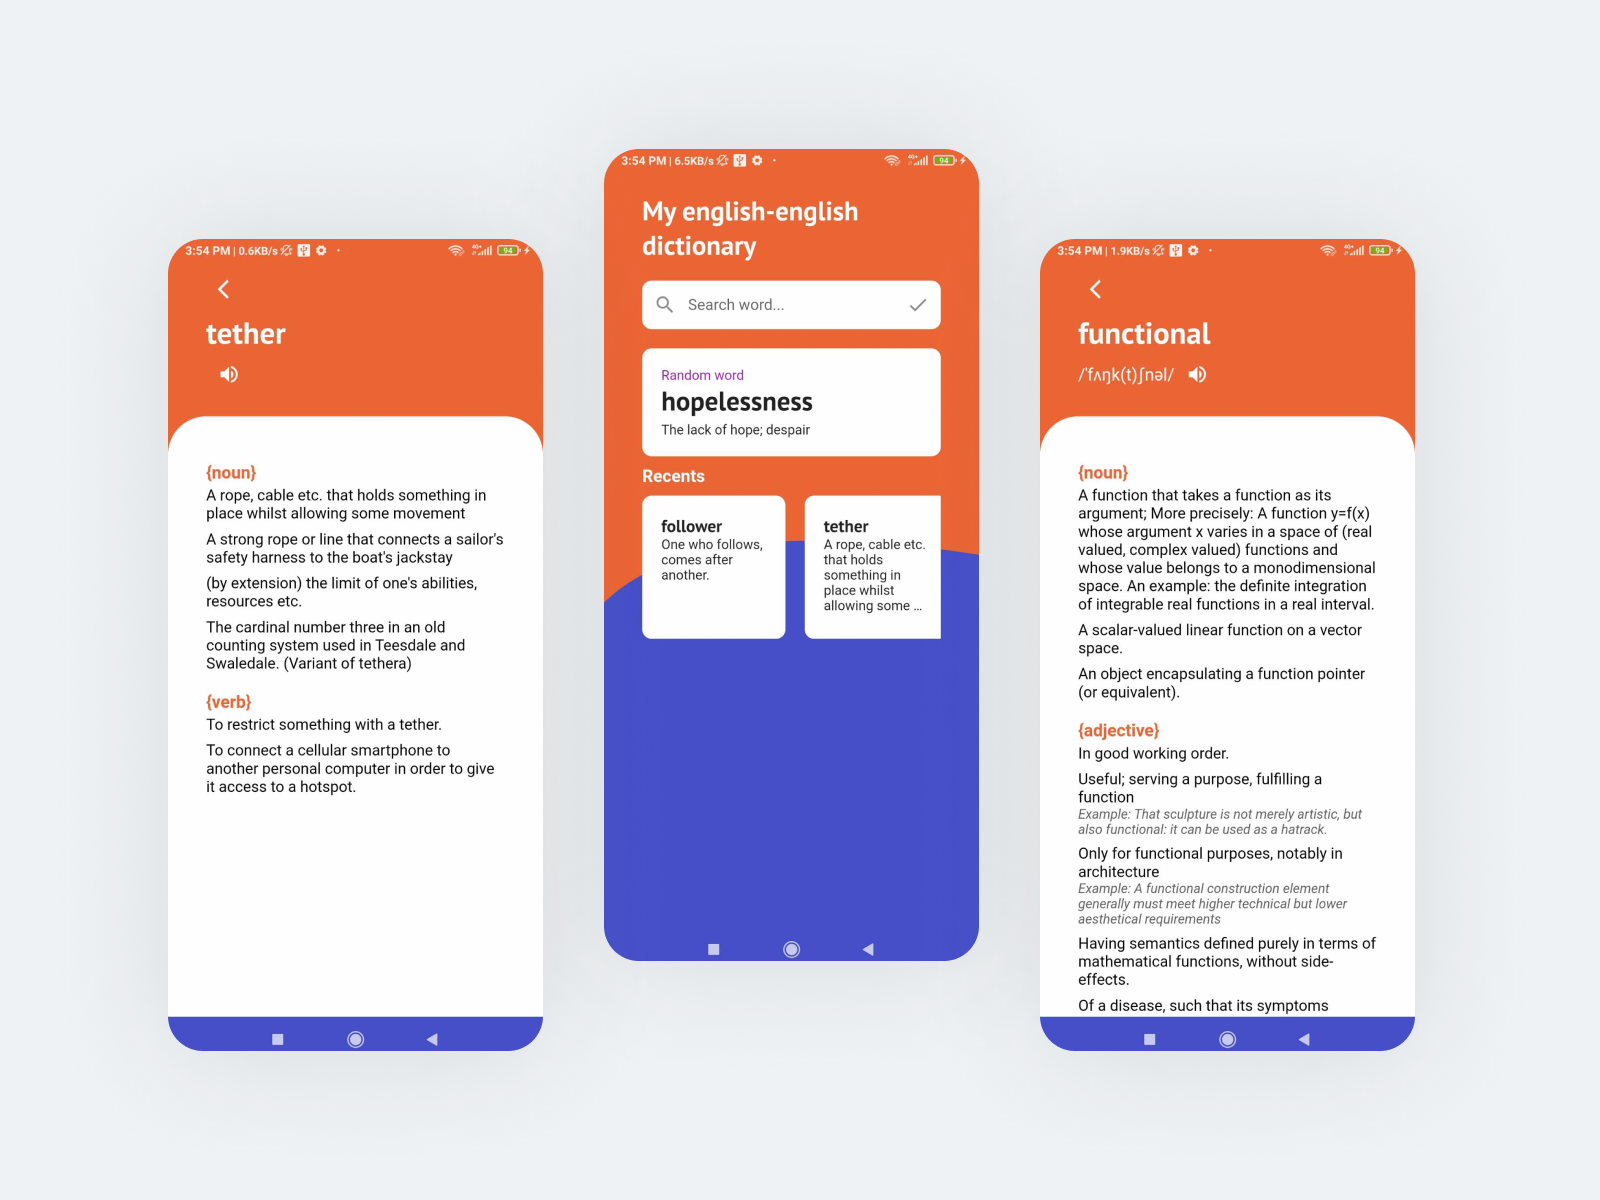 3:54 PM | 0.6KB/s
94
tether
{noun}
A rope, cable etc. that holds something in
place whilst allowing some movement
A strong rope or line that connects a sailor's
safety harness to the boat's jackstay
(by extension) the limit of one's abilities,
resources etc.
The cardinal number three in an old
counting system used in Teesdale and
Swaledale. (Variant of tethera)
{verb}
To restrict something with a tether.
To connect a cellular smartphone to
another personal computer in order to give
it access to a hotspot.
3:54 PM | 6.5KB/s
4G+
94
My english-english
dictionary
Search word...
Random word
hopelessness
The lack of hope; despair
Recents
follower
One who follows,
comes after
another.
tether
A rope, cable etc.
that holds
something in
place whilst
allowing some ...
3:54 PM | 1.9KB/s
4G+
94
functional
/ˈfʌŋk(t)ʃnəl/
{noun}
A function that takes a function as its
argument; More precisely: A function y=f(x)
whose argument x varies in a space of (real
valued, complex valued) functions and
whose value belongs to a monodimensional
space. An example: the definite integration
of integrable real functions in a real interval.
A scalar-valued linear function on a vector
space.
An object encapsulating a function pointer
(or equivalent).
{adjective}
In good working order.
Useful; serving a purpose, fulfilling a
function
Example: That sculpture is not merely artistic, but
also functional: it can be used as a hatrack.
Only for functional purposes, notably in
architecture
Example: A functional construction element
generally must meet higher technical but lower
aesthetical requirements
Having semantics defined purely in terms of
mathematical functions, without side-
effects.
Of a disease, such that its symptoms